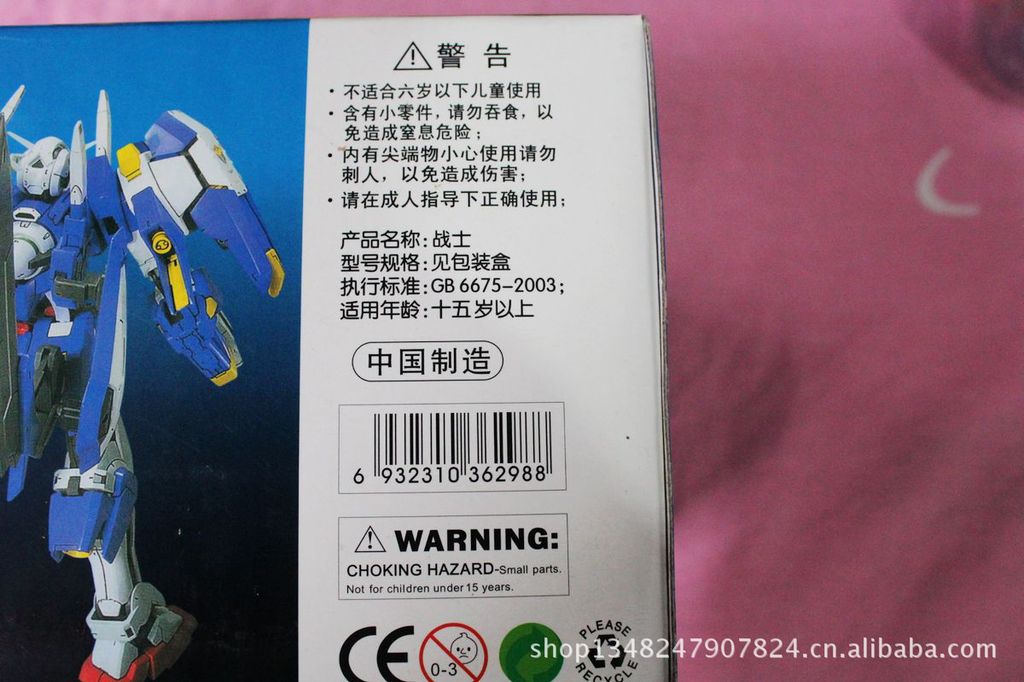 警告
·不适合六岁以下儿童使用
·含有小零件,请勿吞食,以
免造成窒息危险;
·内有尖端物小心使用请勿
刺人,以免造成伤害;
·请在成人指导下正确使用;
产品名称:战士
型号规格:见包装盒
执行标准:GB 6675-2003;
适用年龄:十五岁以上
中国制造
6 932310 362988
WARNING:
CHOKING HAZARD-Small parts.
Not for children under 15 years.
CE
0-3
PLEASE
RECYCLE
shop1348247907824.cn.alibaba.com